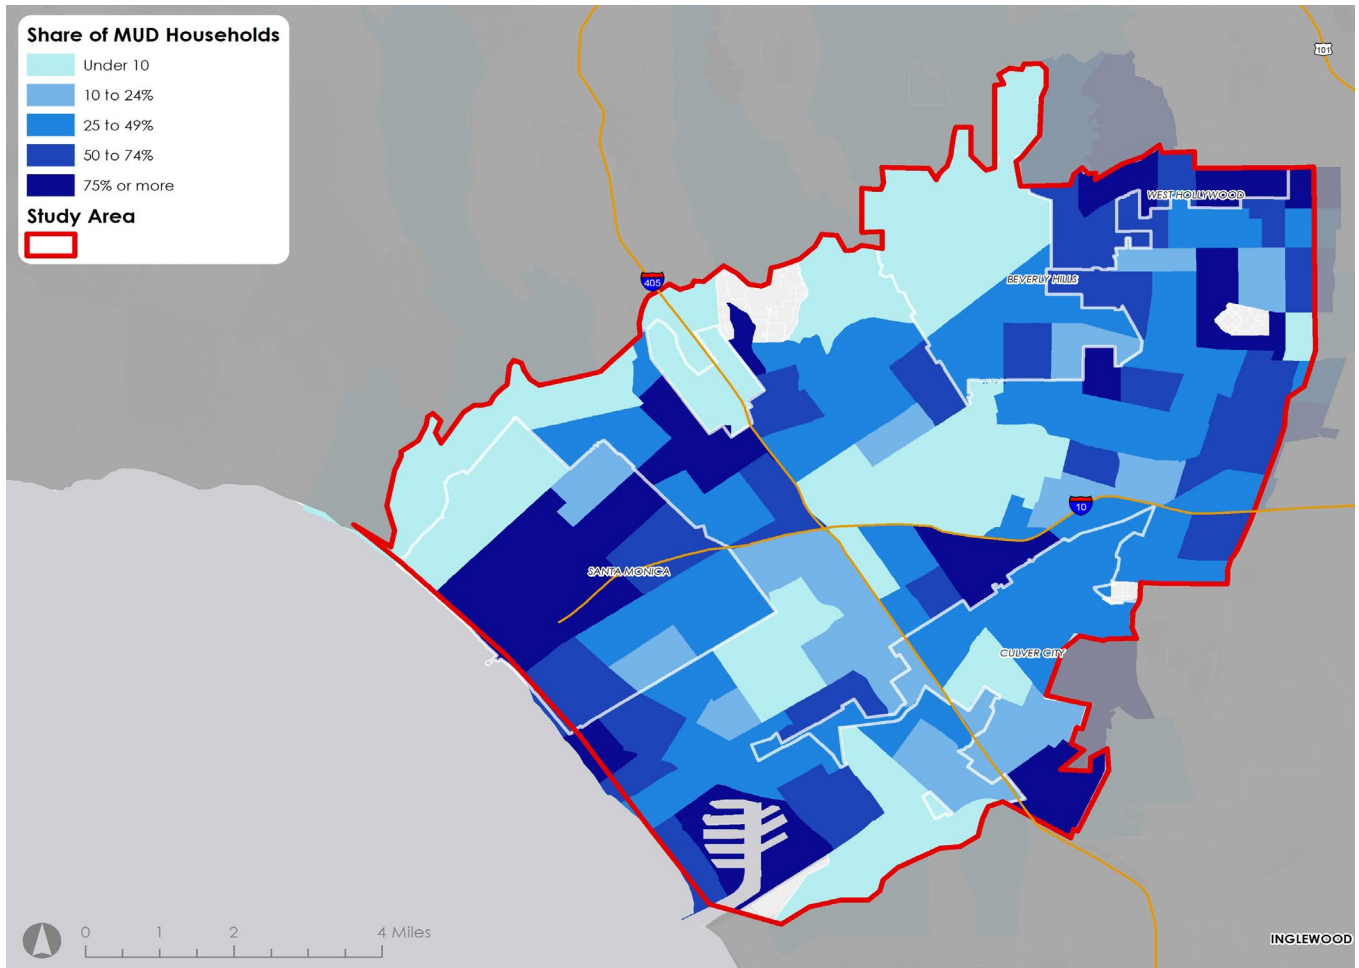 Share of MUD Households
Under 10
10 to 24%
25 to 49%
50 to 74%
75% or more
Study Area
101
WEST HOLLYWOOD
405
BEVERLY HILLS
10
SANTA MONICA
CULVER CITY
0 1 2 4 Miles
INGLEWOOD